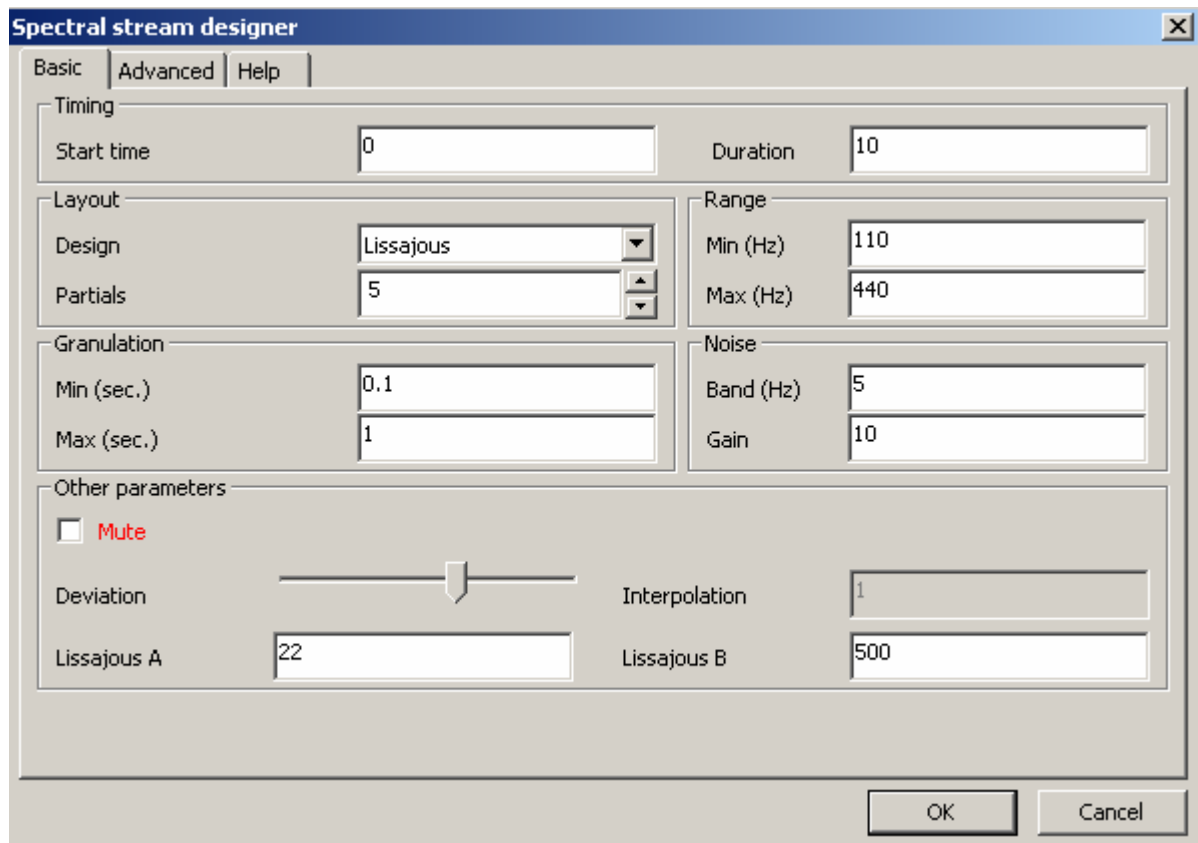 Spectral stream designer
Basic Advanced Help
Timing
Start time 0 Duration 10
Layout
Design Lissajous
Partials 5
Range
Min (Hz) 110
Max (Hz) 440
Granulation
Min (sec.) 0.1
Max (sec.) 1
Noise
Band (Hz) 5
Gain 10
Other parameters
Mute
Deviation Interpolation 1
Lissajous A 22 Lissajous B 500
OK Cancel